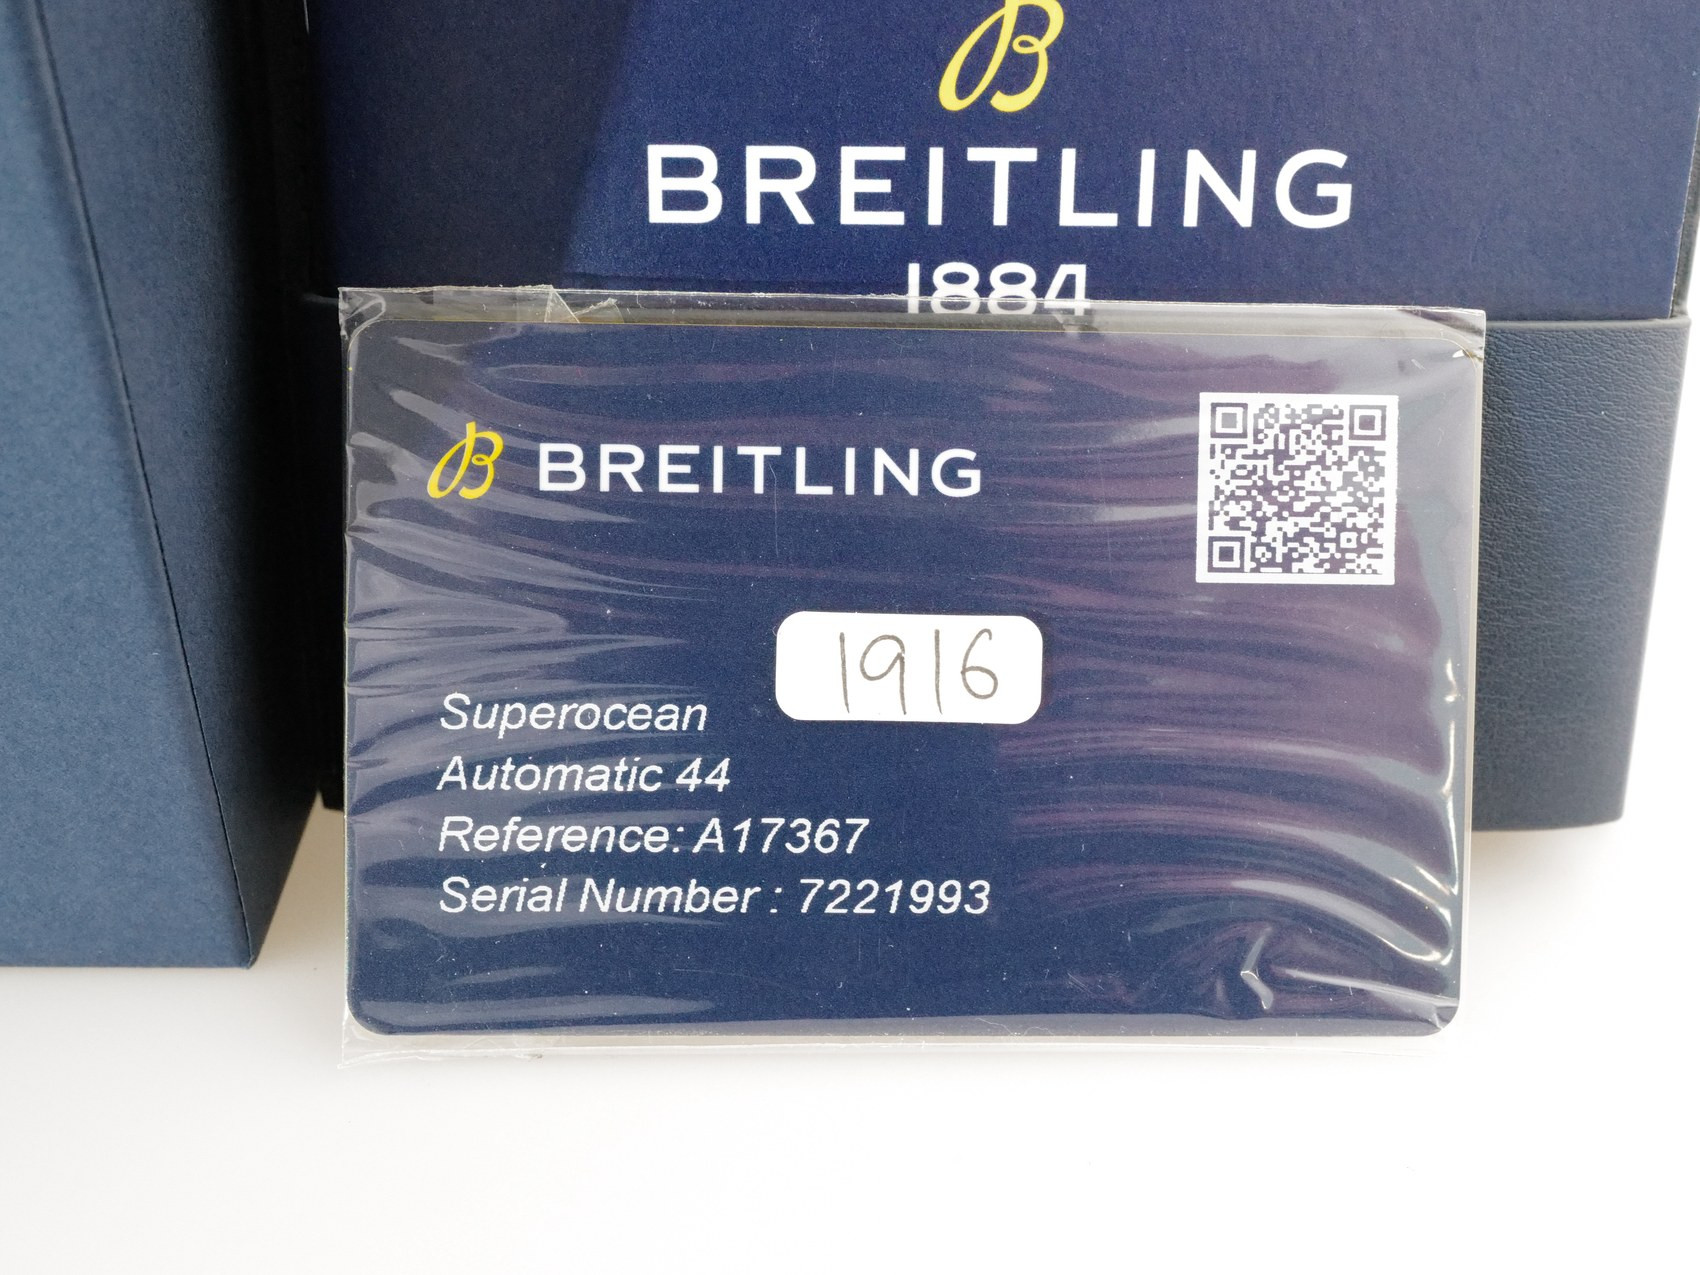 BREITLING
1884
BREITLING
1916
Superocean
Automatic 44
Reference: A17367
Serial Number : 7221993